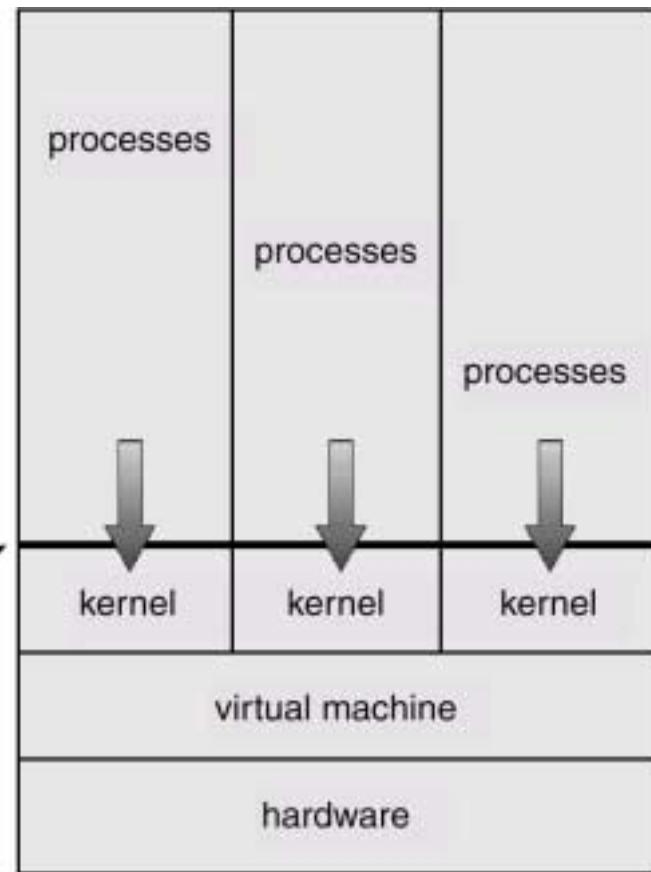 processes
processes
processes
kernel kernel kernel
virtual machine
hardware